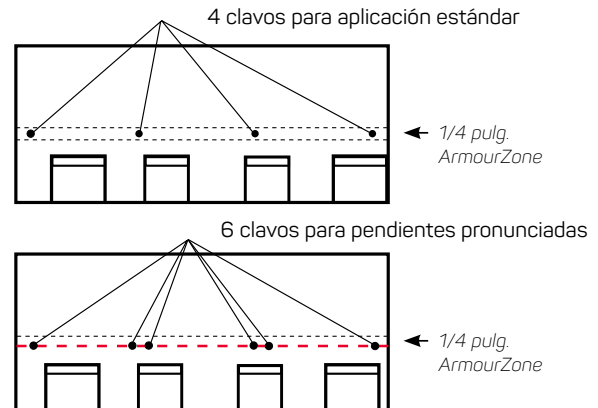 4 clavos para aplicación estándar
1/4 pulg.
ArmourZone
6 clavos para pendientes pronunciadas
1/4 pulg.
ArmourZone